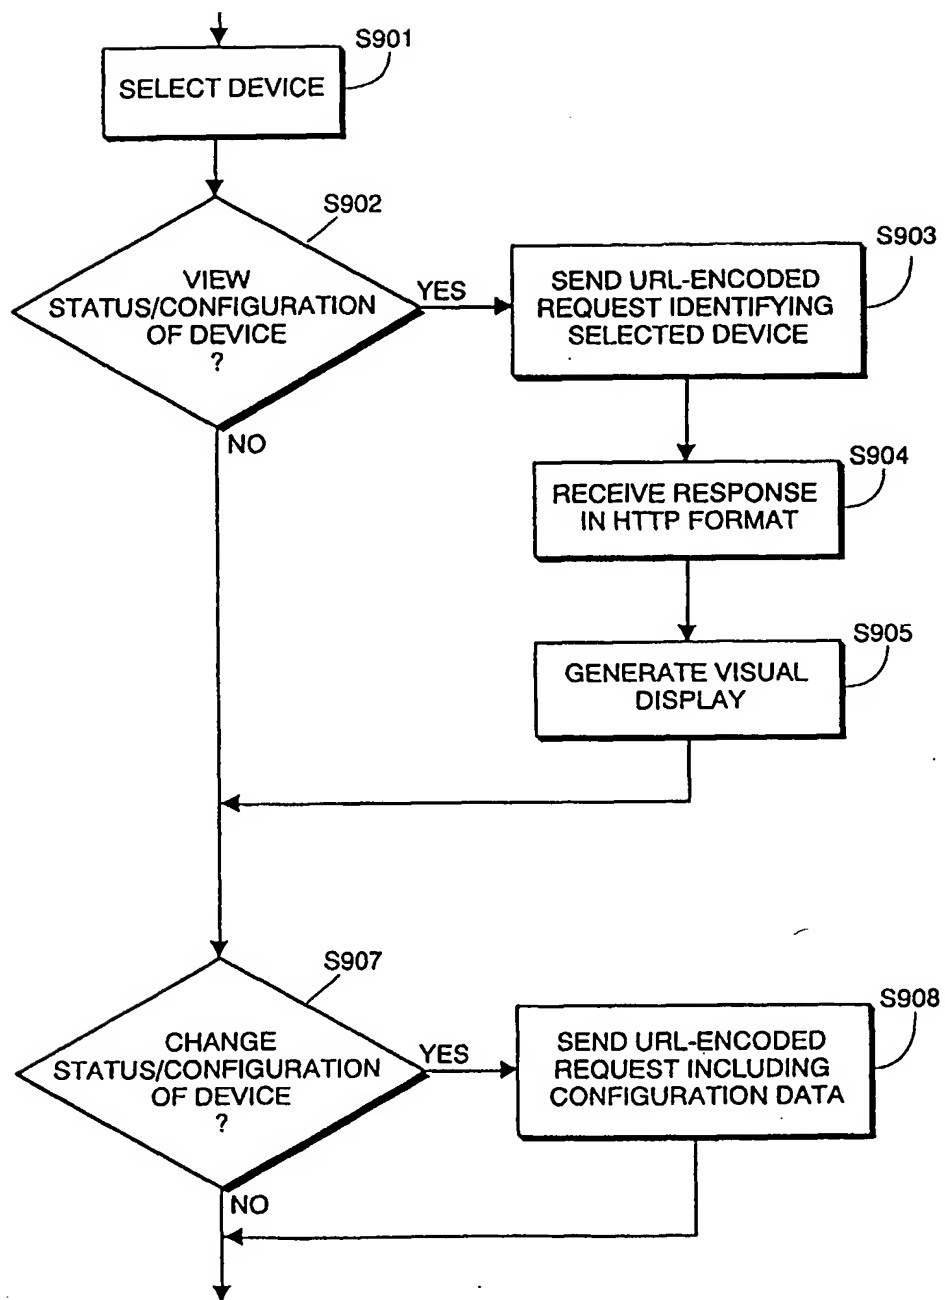 S901
SELECT DEVICE
S902
VIEW
STATUS/CONFIGURATION
OF DEVICE
?
YES
NO
S903
SEND URL-ENCODED
REQUEST IDENTIFYING
SELECTED DEVICE
S904
RECEIVE RESPONSE
IN HTTP FORMAT
S905
GENERATE VISUAL
DISPLAY
S907
CHANGE
STATUS/CONFIGURATION
OF DEVICE
?
YES
NO
S908
SEND URL-ENCODED
REQUEST INCLUDING
CONFIGURATION DATA